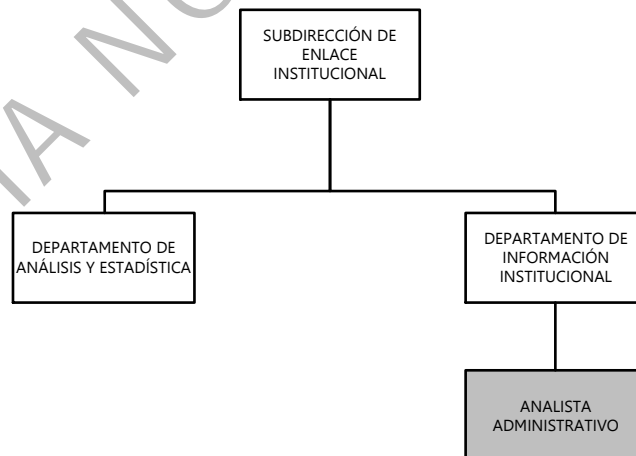 SUBDIRECCIÓN DE
ENLACE
INSTITUCIONAL
DEPARTAMENTO DE
ANÁLISIS Y ESTADÍSTICA
DEPARTAMENTO DE
INFORMACIÓN
INSTITUCIONAL
ANALISTA
ADMINISTRATIVO